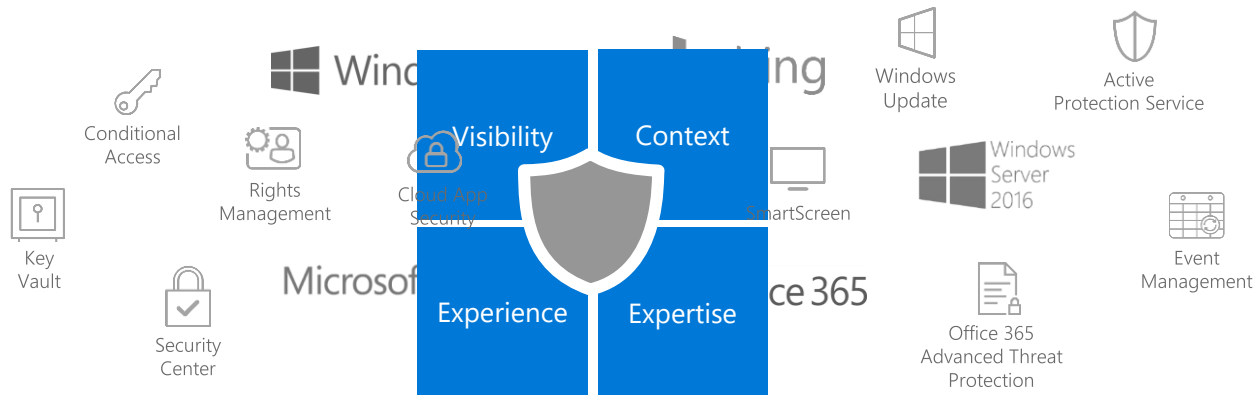 Wind
ing
Windows
Update
Active
Protection Service
Conditional
Access
Visibility
Context
Rights
Management
Cloud App
Security
SmartScreen
Windows
Server
2016
Key
Vault
Event
Management
Microsof
ce 365
Experience
Expertise
Security
Center
Office 365
Advanced Threat
Protection